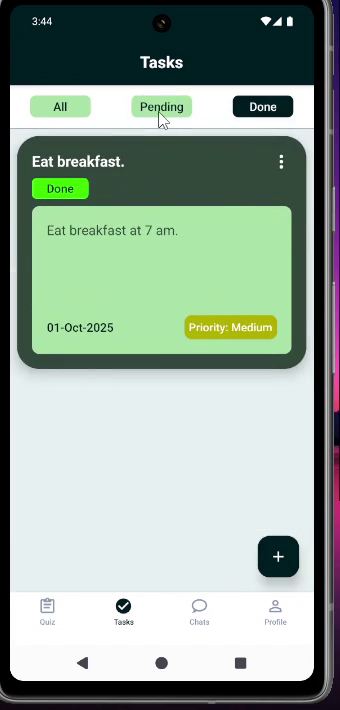 3:44
Tasks
All Pending Done
Eat breakfast.
Done
Eat breakfast at 7 am.
01-Oct-2025 Priority: Medium
+
Quiz Tasks Chats Profile